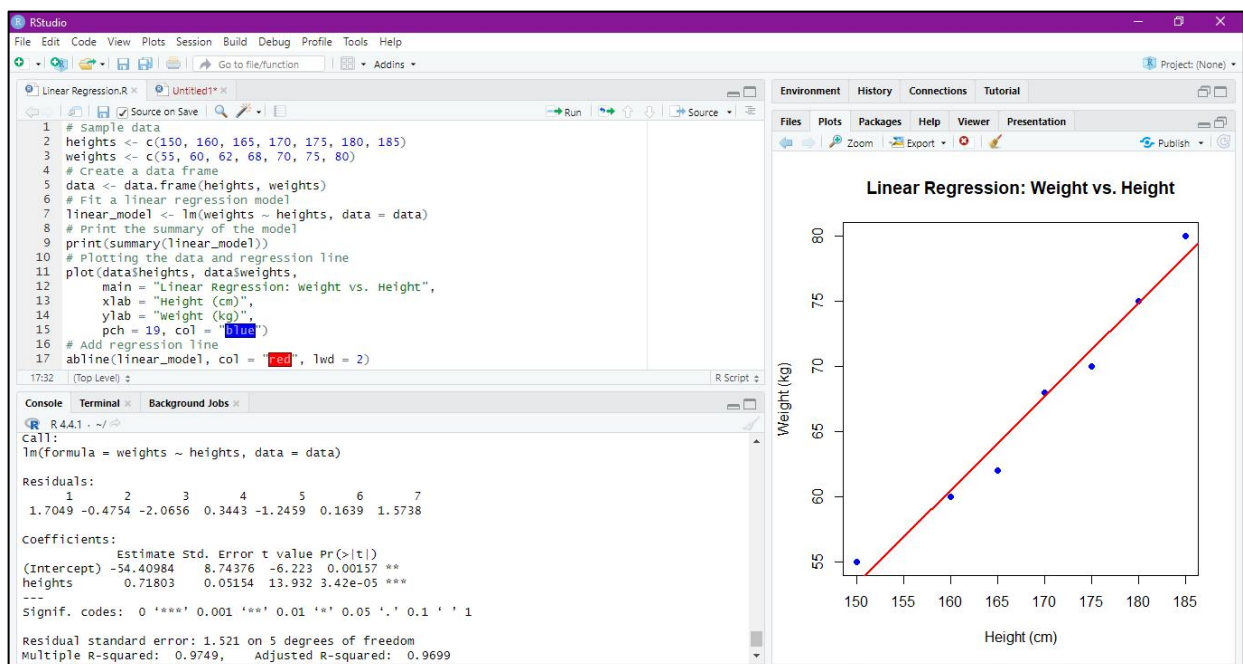 RStudio
File Edit Code View Plots Session Build Debug Profile Tools Help
Go to file/function Addins Project: (None)
Linear Regression.R Untitled1*
Source on Save Run Source
1 # Sample data
2 heights <- c(150, 160, 165, 170, 175, 180, 185)
3 weights <- c(55, 60, 62, 68, 70, 75, 80)
4 # Create a data frame
5 data <- data.frame(heights, weights)
6 # Fit a linear regression model
7 linear_model <- lm(weights ~ heights, data = data)
8 # Print the summary of the model
9 print(summary(linear_model))
10 # Plotting the data and regression line
11 plot(data$heights, data$weights,
12 main = "Linear Regression: Weight vs. Height",
13 xlab = "Height (cm)",
14 ylab = "Weight (kg)",
15 pch = 19, col = "blue")
16 # Add regression line
17 abline(linear_model, col = "red", lwd = 2)
17:32 (Top Level) R Script
Console Terminal Background Jobs
R 4.4.1 · ~/
Call:
lm(formula = weights ~ heights, data = data)
Residuals:
1 2 3 4 5 6 7
1.7049 -0.4754 -2.0656 0.3443 -1.2459 0.1639 1.5738
Coefficients:
Estimate Std. Error t value Pr(>|t|)
(Intercept) -54.40984 8.74376 -6.223 0.00157 **
heights 0.71803 0.05154 13.932 3.42e-05 ***
---
Signif. codes: 0 ‘***’ 0.001 ‘**’ 0.01 ‘*’ 0.05 ‘.’ 0.1 ‘ ’ 1
Residual standard error: 1.521 on 5 degrees of freedom
Multiple R-squared: 0.9749, Adjusted R-squared: 0.9699
Environment History Connections Tutorial
Files Plots Packages Help Viewer Presentation
Zoom Export Publish
Linear Regression: Weight vs. Height
Weight (kg)
80
75
70
65
60
55
150 155 160 165 170 175 180 185
Height (cm)